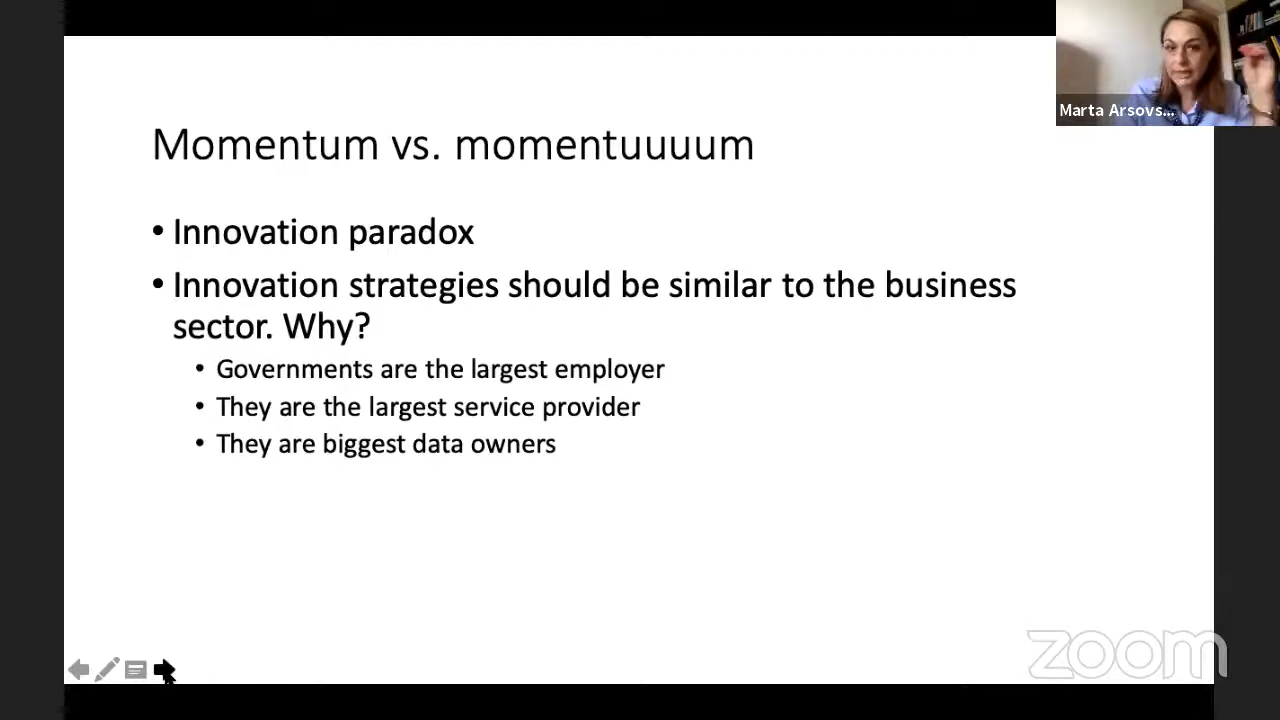 Marta Arsovs...
Momentum vs. momentuuuum
• Innovation paradox
• Innovation strategies should be similar to the business
sector. Why?
• Governments are the largest employer
• They are the largest service provider
• They are biggest data owners
zoom